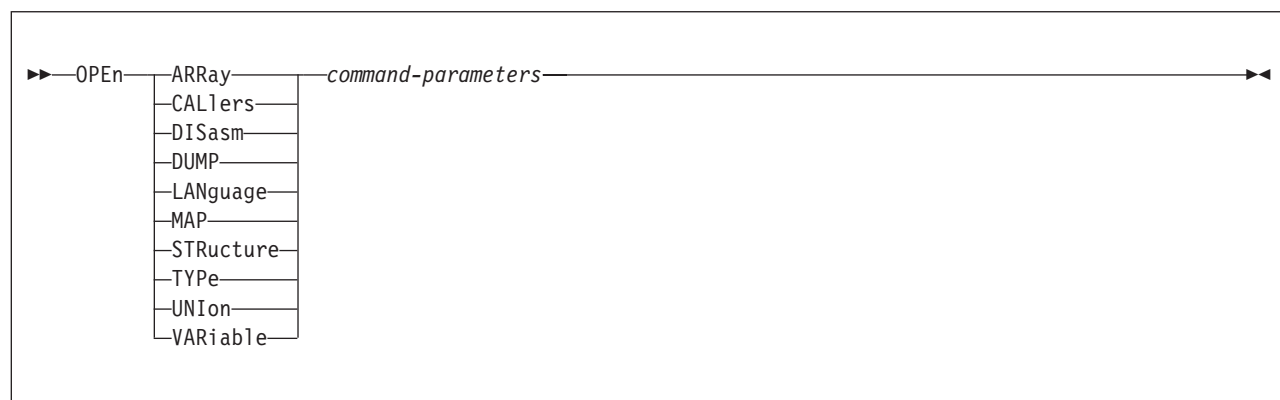 OPEn ARRay command-parameters
CALlers
DISasm
DUMP
LANguage
MAP
STRucture
TYPe
UNIon
VARiable